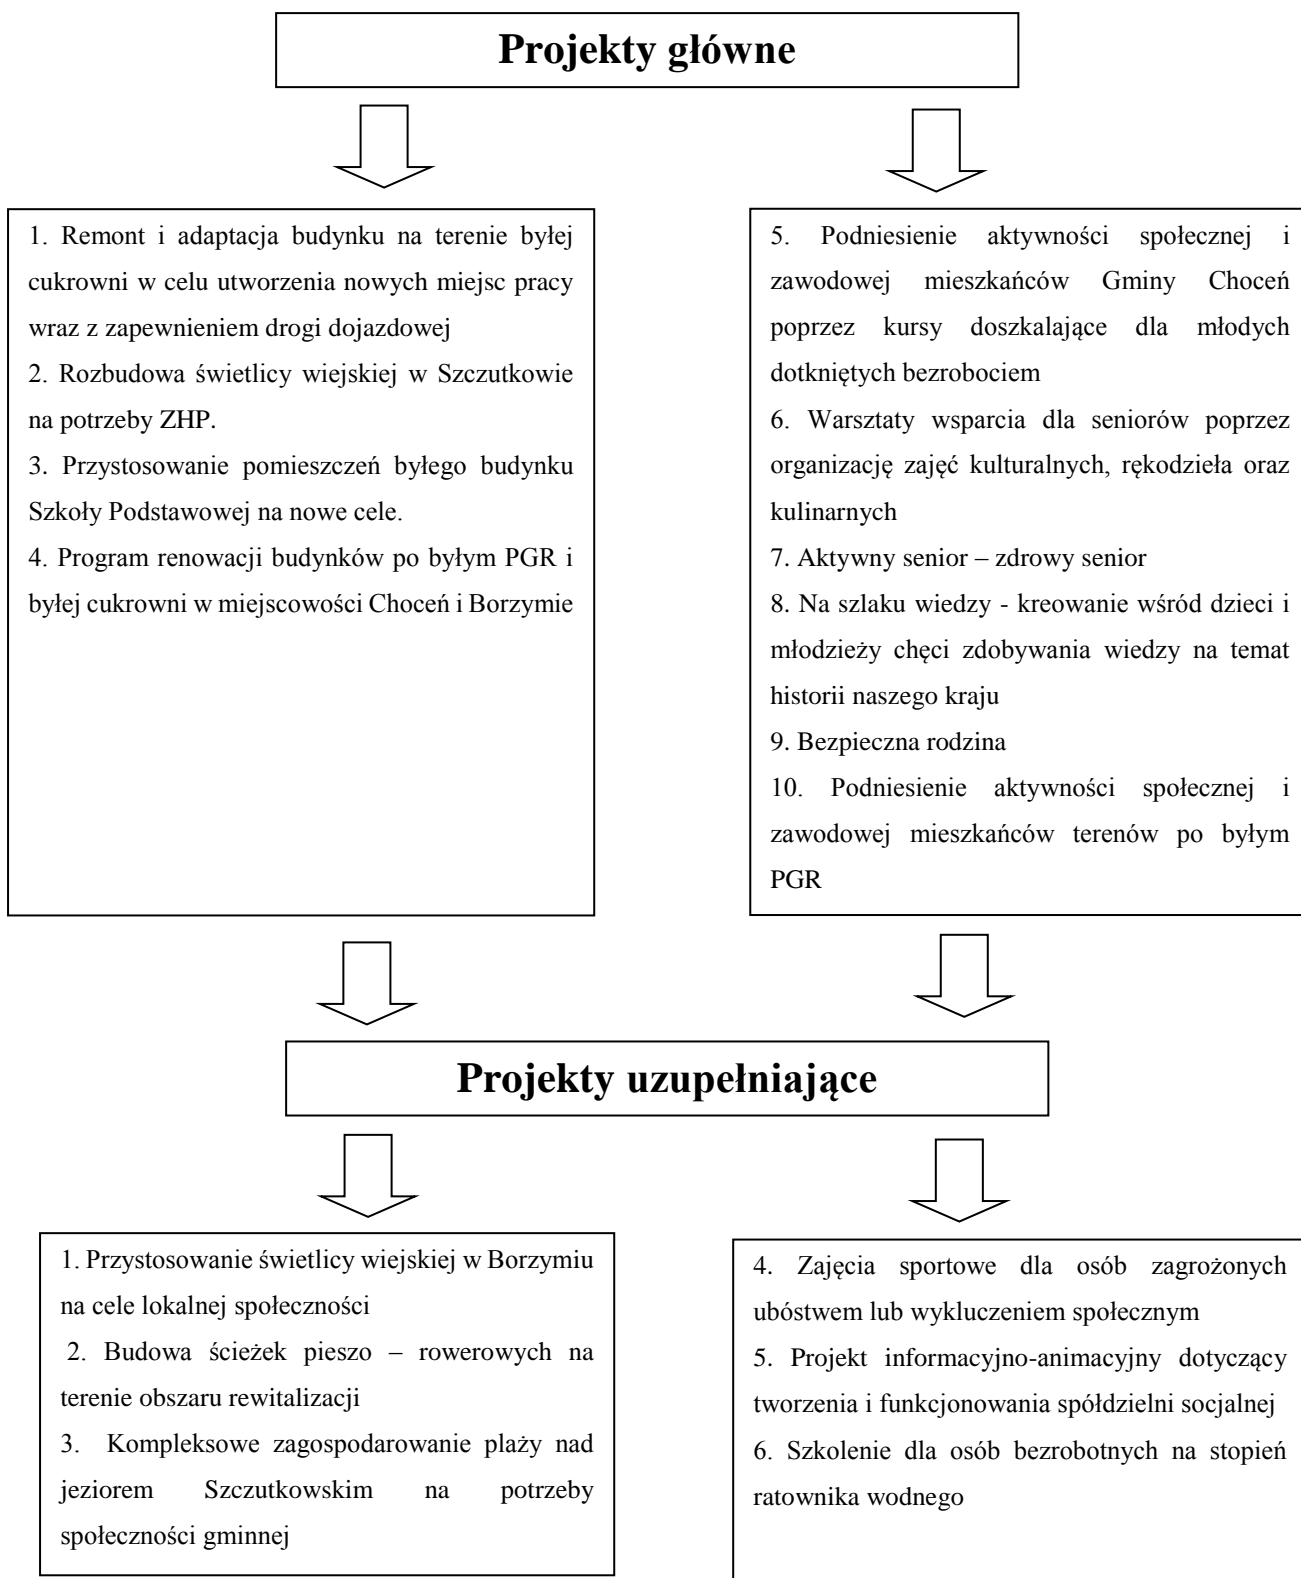 Projekty główne
1. Remont i adaptacja budynku na terenie byłej
cukrowni w celu utworzenia nowych miejsc pracy
wraz z zapewnieniem drogi dojazdowej
2. Rozbudowa świetlicy wiejskiej w Szczutkowie
na potrzeby ZHP.
3. Przystosowanie pomieszczeń byłego budynku
Szkoły Podstawowej na nowe cele.
4. Program renowacji budynków po byłym PGR i
byłej cukrowni w miejscowości Choceń i Borzymie
5. Podniesienie aktywności społecznej i
zawodowej mieszkańców Gminy Choceń
poprzez kursy doszkalające dla młodych
dotkniętych bezrobociem
6. Warsztaty wsparcia dla seniorów poprzez
organizację zajęć kulturalnych, rękodzieła oraz
kulinarnych
7. Aktywny senior – zdrowy senior
8. Na szlaku wiedzy - kreowanie wśród dzieci i
młodzieży chęci zdobywania wiedzy na temat
historii naszego kraju
9. Bezpieczna rodzina
10. Podniesienie aktywności społecznej i
zawodowej mieszkańców terenów po byłym
PGR
Projekty uzupełniające
1. Przystosowanie świetlicy wiejskiej w Borzymiu
na cele lokalnej społeczności
2. Budowa ścieżek pieszo – rowerowych na
terenie obszaru rewitalizacji
3. Kompleksowe zagospodarowanie plaży nad
jeziorem Szczutkowskim na potrzeby
społeczności gminnej
4. Zajęcia sportowe dla osób zagrożonych
ubóstwem lub wykluczeniem społecznym
5. Projekt informacyjno-animacyjny dotyczący
tworzenia i funkcjonowania spółdzielni socjalnej
6. Szkolenie dla osób bezrobotnych na stopień
ratownika wodnego